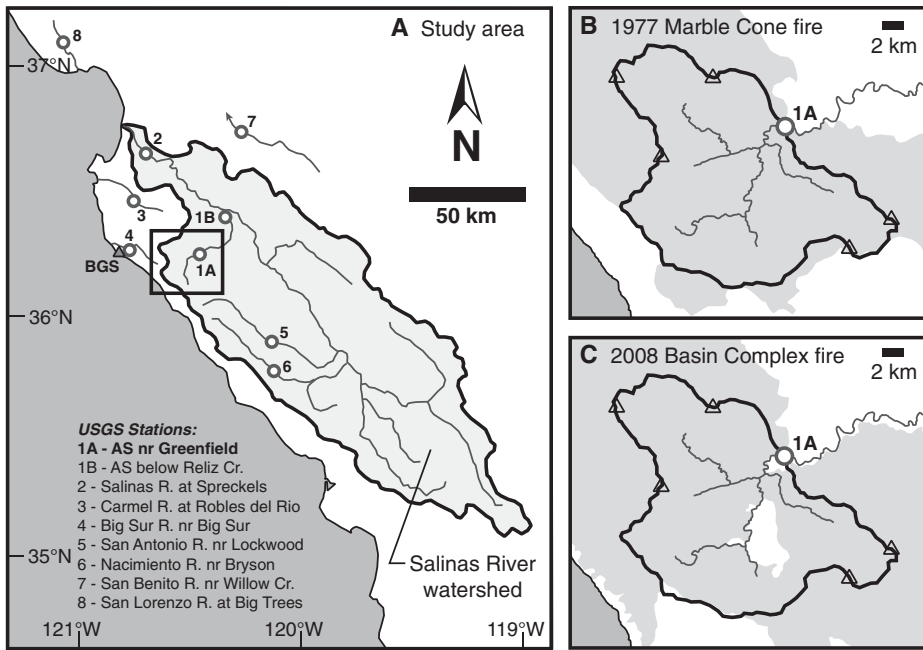 A Study area
8
37°N
7
N
2
50 km
3
1B
4
BGS
1A
36°N
5
6
USGS Stations:
1A - AS nr Greenfield
1B - AS below Reliz Cr.
2 - Salinas R. at Spreckels
3 - Carmel R. at Robles del Rio
4 - Big Sur R. nr Big Sur
5 - San Antonio R. nr Lockwood
6 - Nacimiento R. nr Bryson
7 - San Benito R. nr Willow Cr.
8 - San Lorenzo R. at Big Trees
35°N
Salinas River
watershed
121°W
120°W
119°W
B 1977 Marble Cone fire
2 km
1A
C 2008 Basin Complex fire
2 km
1A